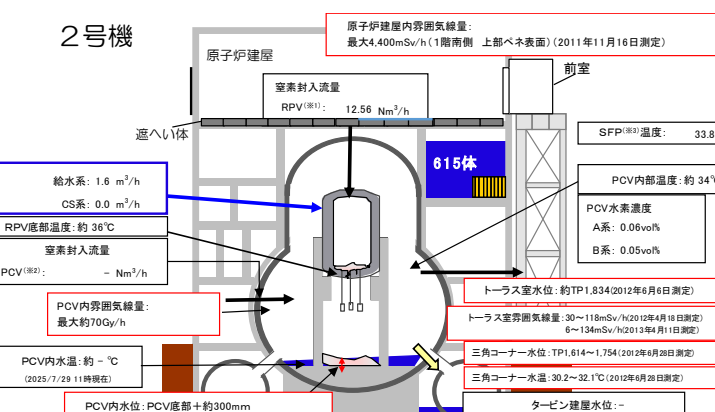 ２号機
原子炉建屋内雰囲気線量：
最大4,400mSv/h（1階南側　上部ペネ表面）（2011年11月16日測定）
原子炉建屋
前室
窒素封入流量
RPV(※1)：　12.56 Nm3/h
遮へい体
SFP(※3)温度：　33.8
615体
給水系： 1.6 m3/h
CS系： 0.0 m3/h
PCV内部温度：約 34℃
PCV水素濃度
A系： 0.06vol%
B系： 0.05vol%
RPV底部温度：約 36℃
窒素封入流量
PCV(※2)：　－ Nm3/h
トーラス室水位：約TP1,834（2012年6月6日測定）
PCV内雰囲気線量：
最大約70Gy/h
トーラス室雰囲気線量：30～118mSv/h（2012年4月18日測定）
6～134mSv/h（2013年4月11日測定）
三角コーナー水位：TP1,614～1,754（2012年6月28日測定）
PCV内水温：約 - ℃
（2025/7/29 11時現在）
三角コーナー水温：30.2～32.1℃（2012年6月28日測定）
PCV内水位：PCV底部＋約300mm
タービン建屋水位：-